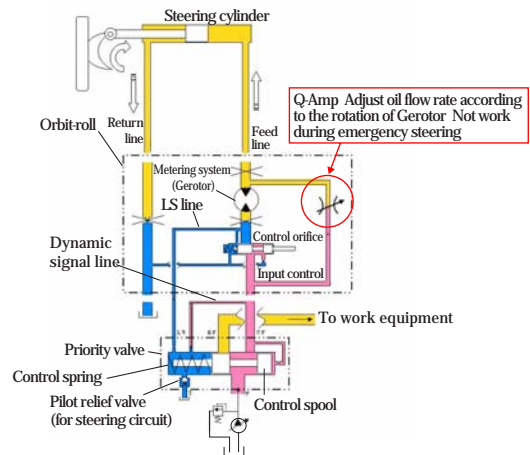 Steering cylinder
Q-Amp Adjust oil flow rate according
to the rotation of Gerotor Not work
during emergency steering
Orbit-roll
Return
line
Feed
line
Metering system
(Gerotor)
LS line
Control orifice
Dynamic
signal line
Input control
To work equipment
Priority valve
Control spring
Pilot relief valve
(for steering circuit)
Control spool